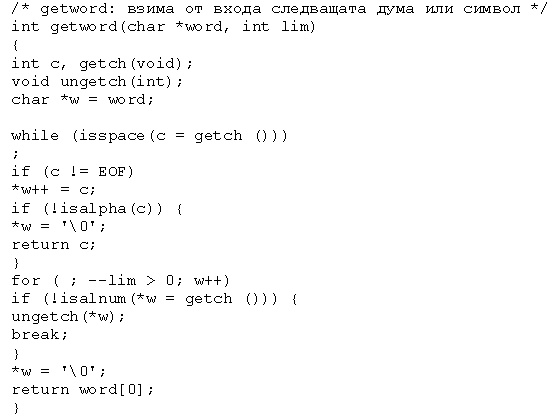 /* getword: взима от входа следващата дума или символ */
int getword(char *word, int lim)
{
int c, getch(void);
void ungetch(int);
char *w = word;

while (isspace(c = getch ()))
;
if (c != EOF)
*w++ = c;
if (!isalpha(c)) {
*w = '\0';
return c;
}
for ( ; --lim > 0; w++)
if (!isalnum(*w = getch ())) {
ungetch(*w);
break;
}
*w = '\0';
return word[0];
}